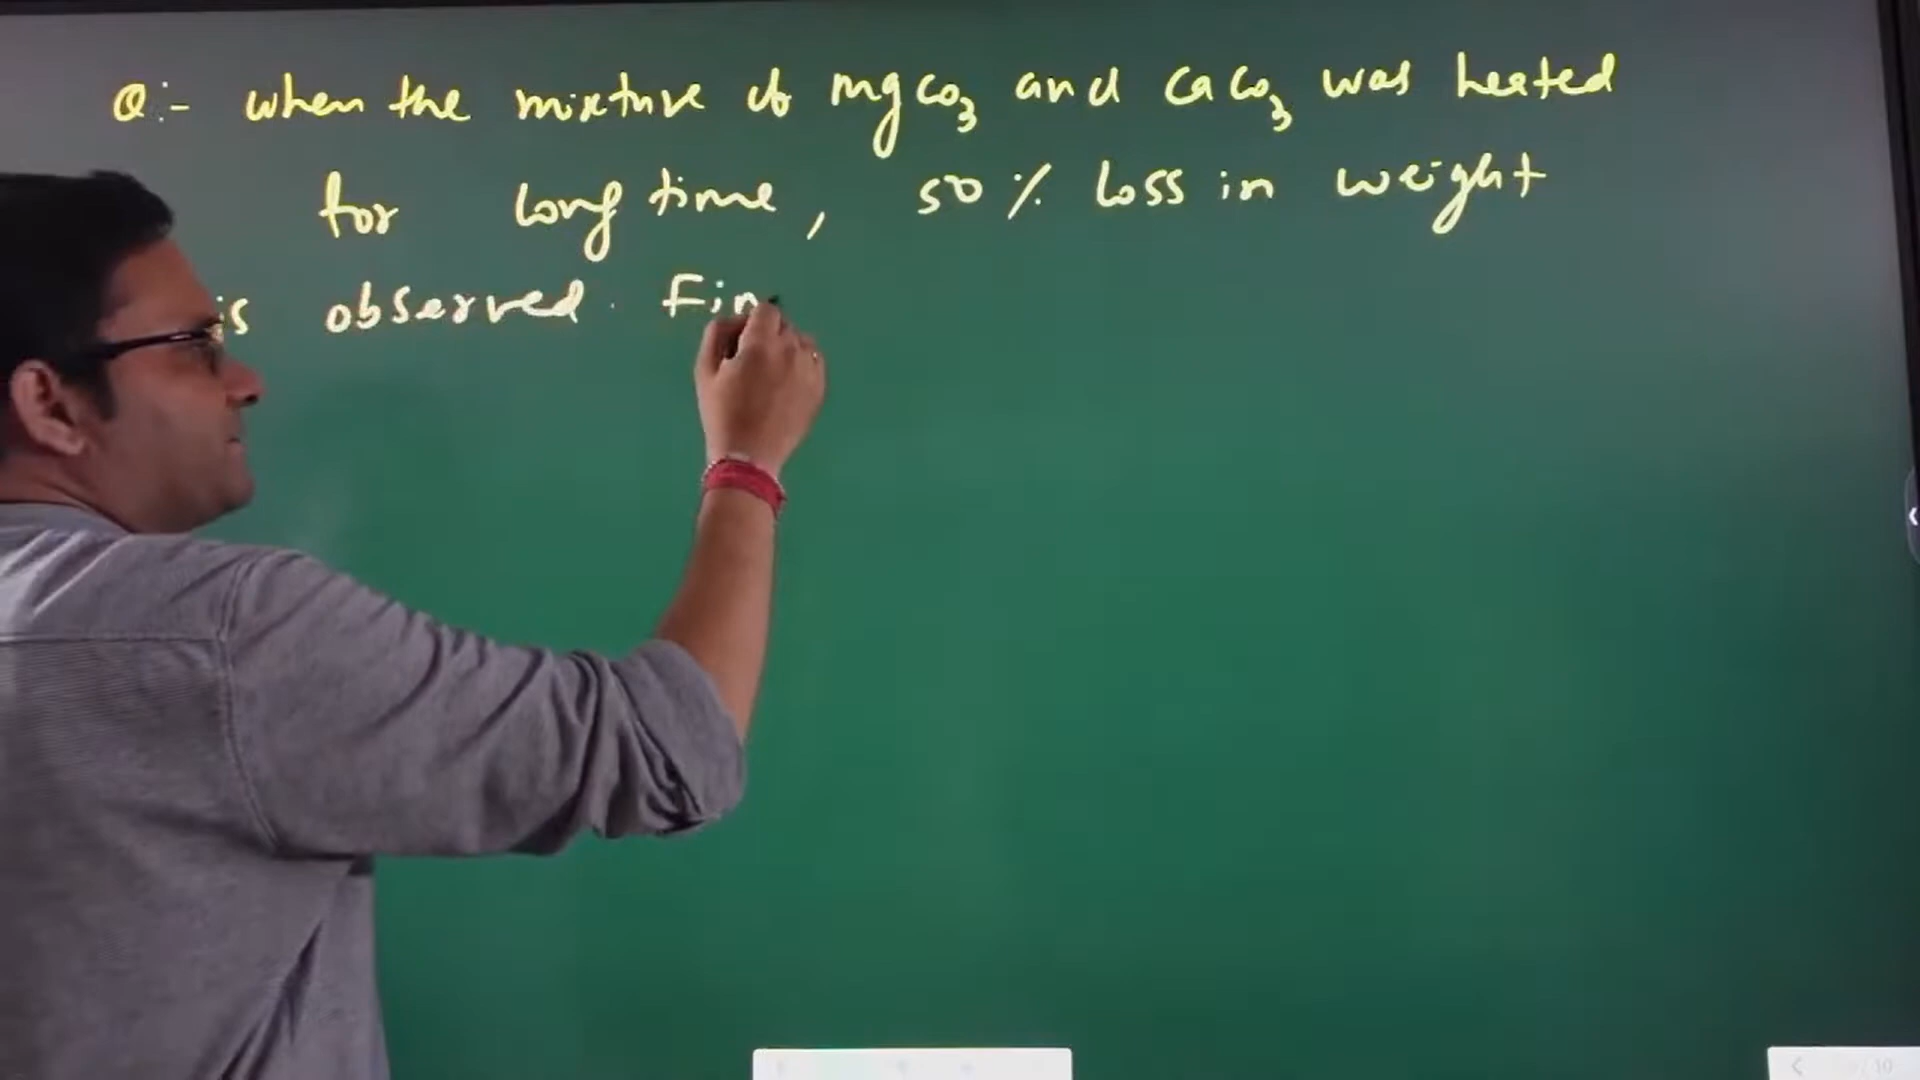 Q:- when the mixture of MgCO3 and CaCO3 was heated
for long time, 50% Loss in weight
is observed. Fin